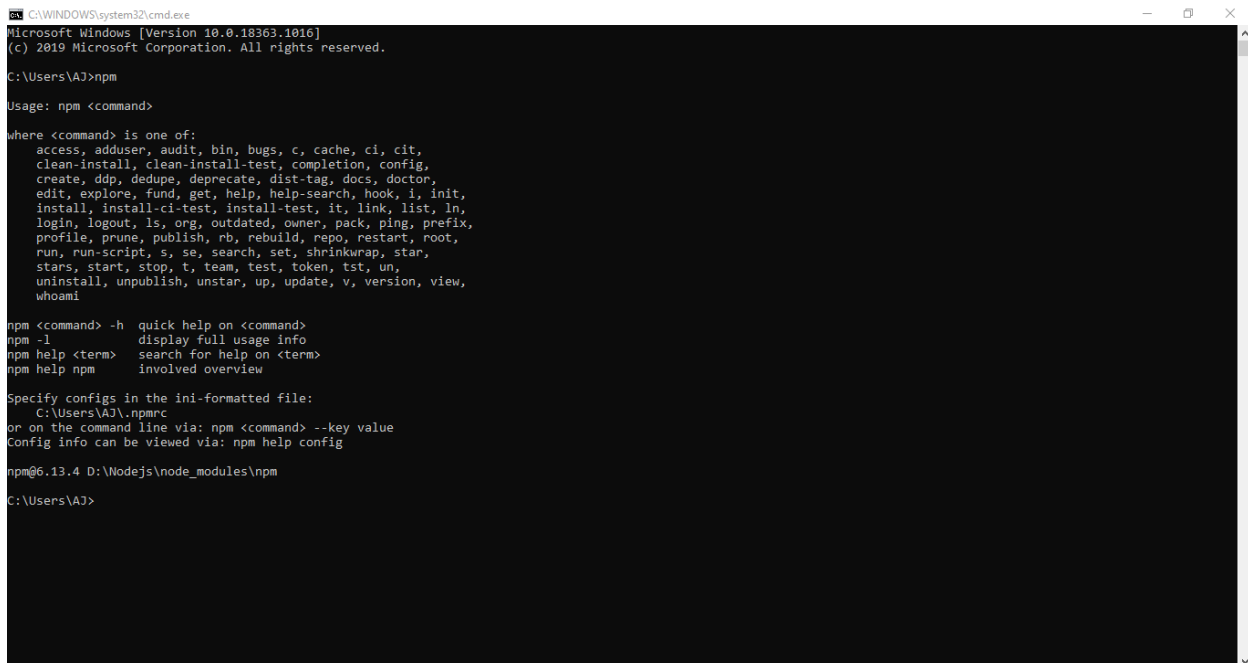 C:\WINDOWS\system32\cmd.exe
Microsoft Windows [Version 10.0.18363.1016]
(c) 2019 Microsoft Corporation. All rights reserved.
C:\Users\AJ>npm
Usage: npm <command>
where <command> is one of:
    access, adduser, audit, bin, bugs, c, cache, ci, cit,
    clean-install, clean-install-test, completion, config,
    create, ddp, dedupe, deprecate, dist-tag, docs, doctor,
    edit, explore, fund, get, help, help-search, hook, i, init,
    install, install-ci-test, install-test, it, link, list, ln,
    login, logout, ls, org, outdated, owner, pack, ping, prefix,
    profile, prune, publish, rb, rebuild, repo, restart, root,
    run, run-script, s, se, search, set, shrinkwrap, star,
    stars, start, stop, t, team, test, token, tst, un,
    uninstall, unpublish, unstar, up, update, v, version, view,
    whoami
npm <command> -h  quick help on <command>
npm -l            display full usage info
npm help <term>   search for help on <term>
npm help npm      involved overview
Specify configs in the ini-formatted file:
    C:\Users\AJ\.npmrc
or on the command line via: npm <command> --key value
Config info can be viewed via: npm help config
npm@6.13.4 D:\Nodejs\node_modules\npm
C:\Users\AJ>